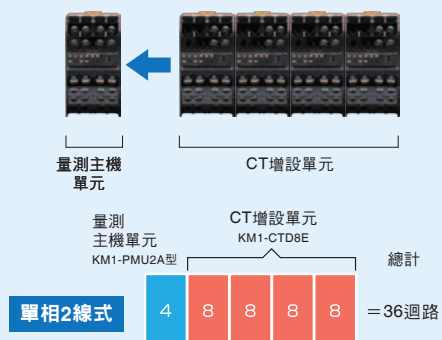 量測主機
單元
CT增設單元
量測
主機單元
KM1-PMU2A型
CT增設單元
KM1-CTD8E
總計
單相2線式
4 8 8 8 8 ＝36迴路